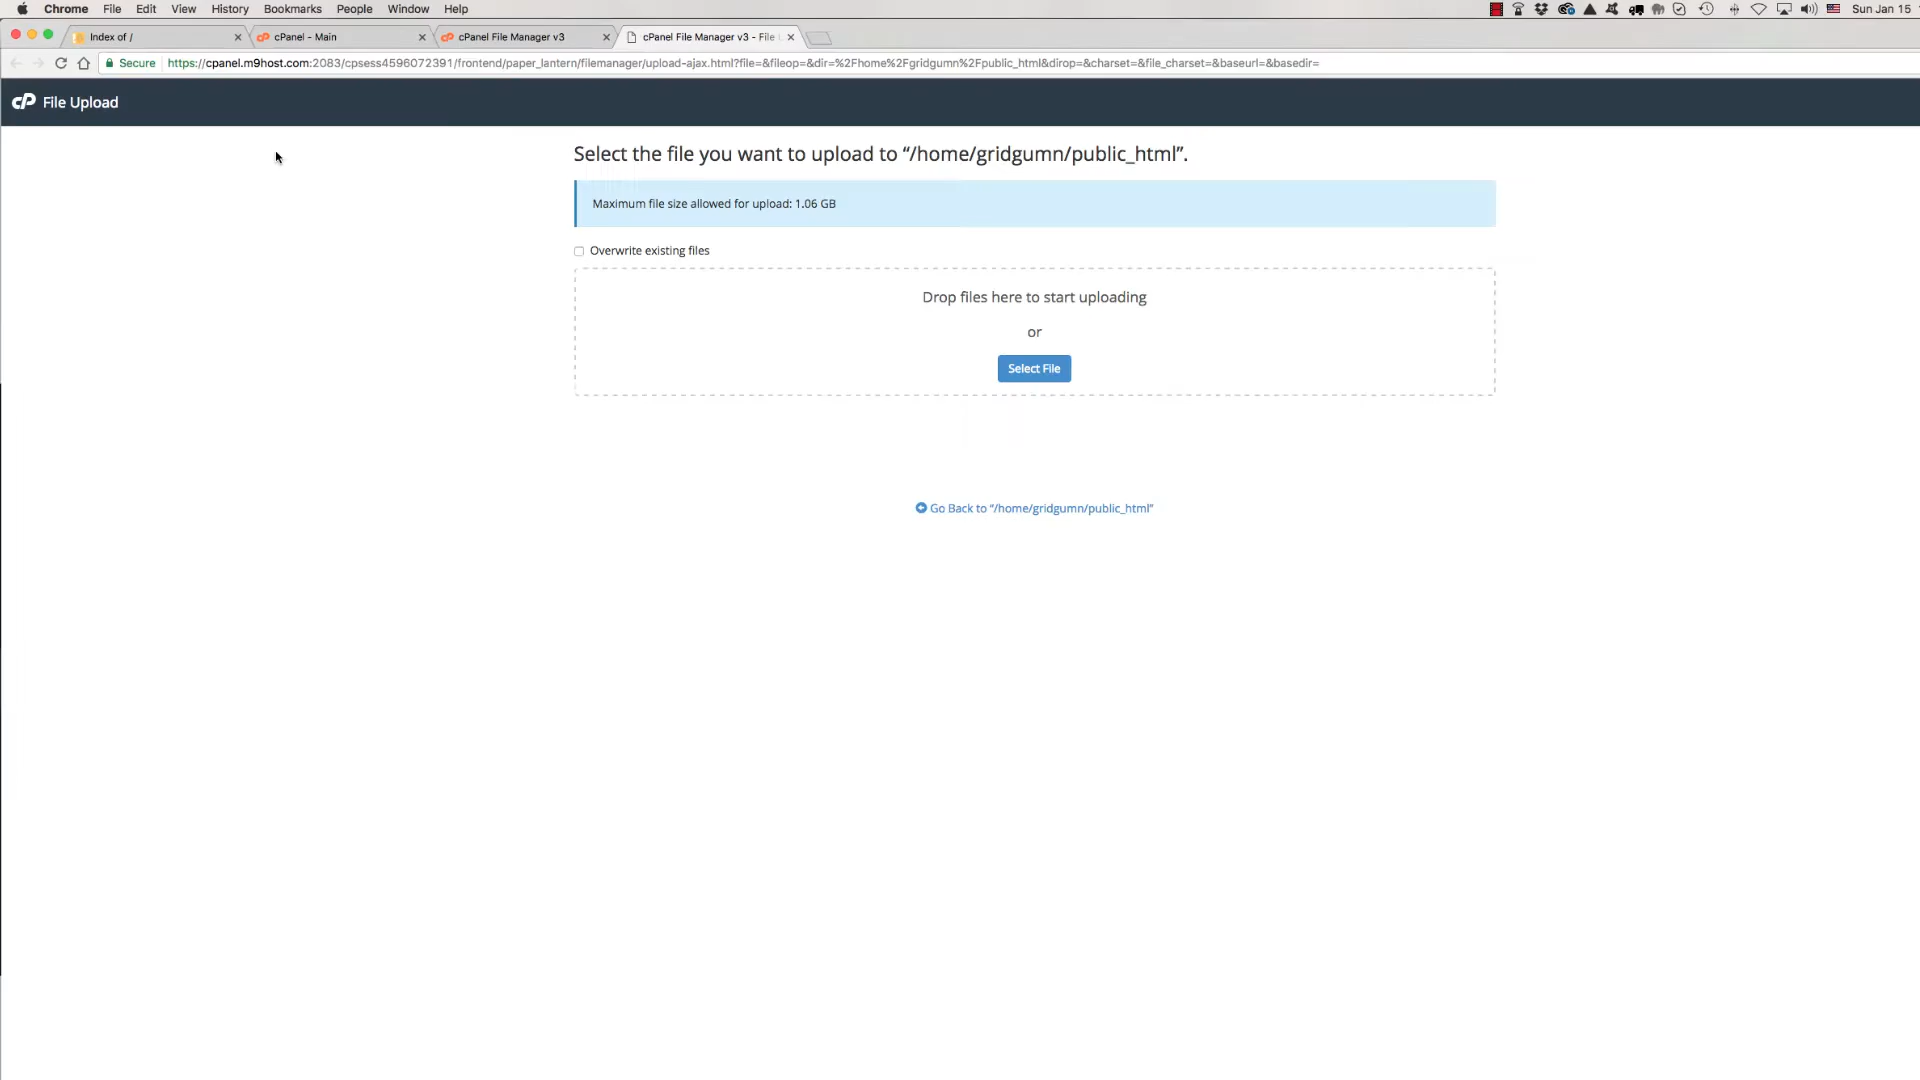 Chrome File Edit View History Bookmarks People Window Help Sun Jan 15
Index of / cPanel - Main cPanel File Manager v3 cPanel File Manager v3 - File
Secure https://cpanel.m9host.com:2083/cpsess4596072391/frontend/paper_lantern/filemanager/upload-ajax.html?file=&fileop=&dir=%2Fhome%2Fgridgumn%2Fpublic_html&dirop=&charset=&file_charset=&baseurl=&basedir=
cP File Upload
Select the file you want to upload to “/home/gridgumn/public_html”.
Maximum file size allowed for upload: 1.06 GB
Overwrite existing files
Drop files here to start uploading
or
Select File
Go Back to “/home/gridgumn/public_html”